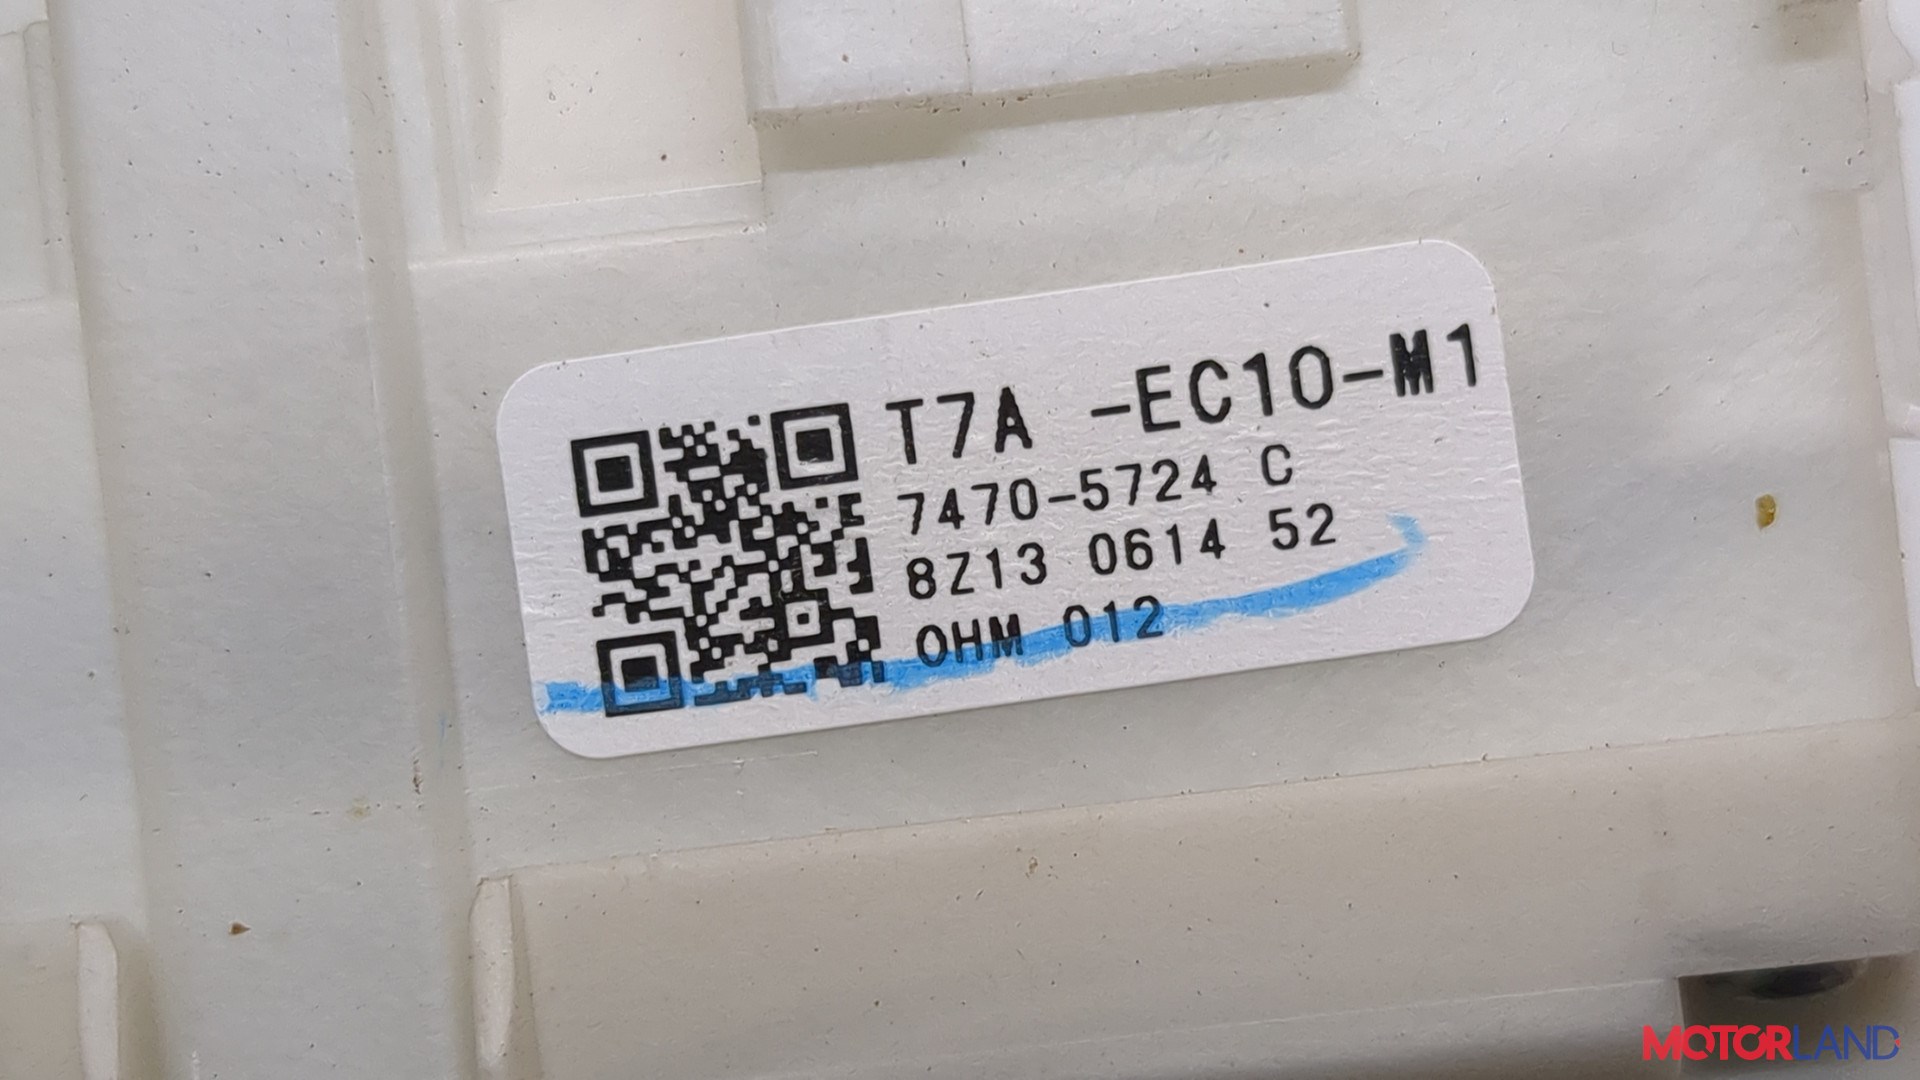 T7A -EC10-M1
7470-5724 C
8Z13 0614 52
OHM 012
MOTORLAND